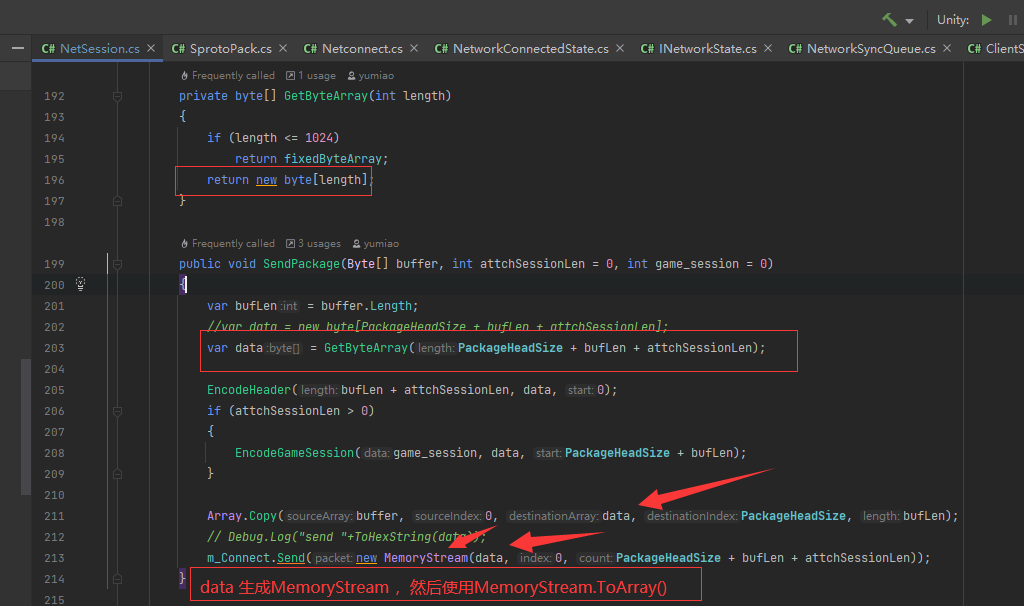 Unity:
C# NetSession.cs × C# SprotoPack.cs × C# Netconnect.cs × C# NetworkConnectedState.cs × C# INetworkState.cs × C# NetworkSyncQueue.cs × C# ClientS
Frequently called 1 usage yumiao
192 private byte[] GetByteArray(int length)
193 {
194 if (length <= 1024)
195 return fixedByteArray;
196 return new byte[length];
197 }
198
Frequently called 3 usages yumiao
199 public void SendPackage(Byte[] buffer, int attchSessionLen = 0, int game_session = 0)
200 {
201 var bufLen :int = buffer.Length;
202 //var data = new byte[PackageHeadSize + bufLen + attchSessionLen];
203 var data :byte[] = GetByteArray( length: PackageHeadSize + bufLen + attchSessionLen);
204
205 EncodeHeader( length: bufLen + attchSessionLen, data, start: 0);
206 if (attchSessionLen > 0)
207 {
208 EncodeGameSession( data: game_session, data, start: PackageHeadSize + bufLen);
209 }
210
211 Array.Copy( sourceArray: buffer, sourceIndex: 0, destinationArray: data, destinationIndex: PackageHeadSize, length: bufLen);
212 // Debug.Log("send "+ToHexString(data));
213 m_Connect.Send( packet: new MemoryStream(data, index: 0, count: PackageHeadSize + bufLen + attchSessionLen));
214 }
data 生成MemoryStream ，然后使用MemoryStream.ToArray()
215